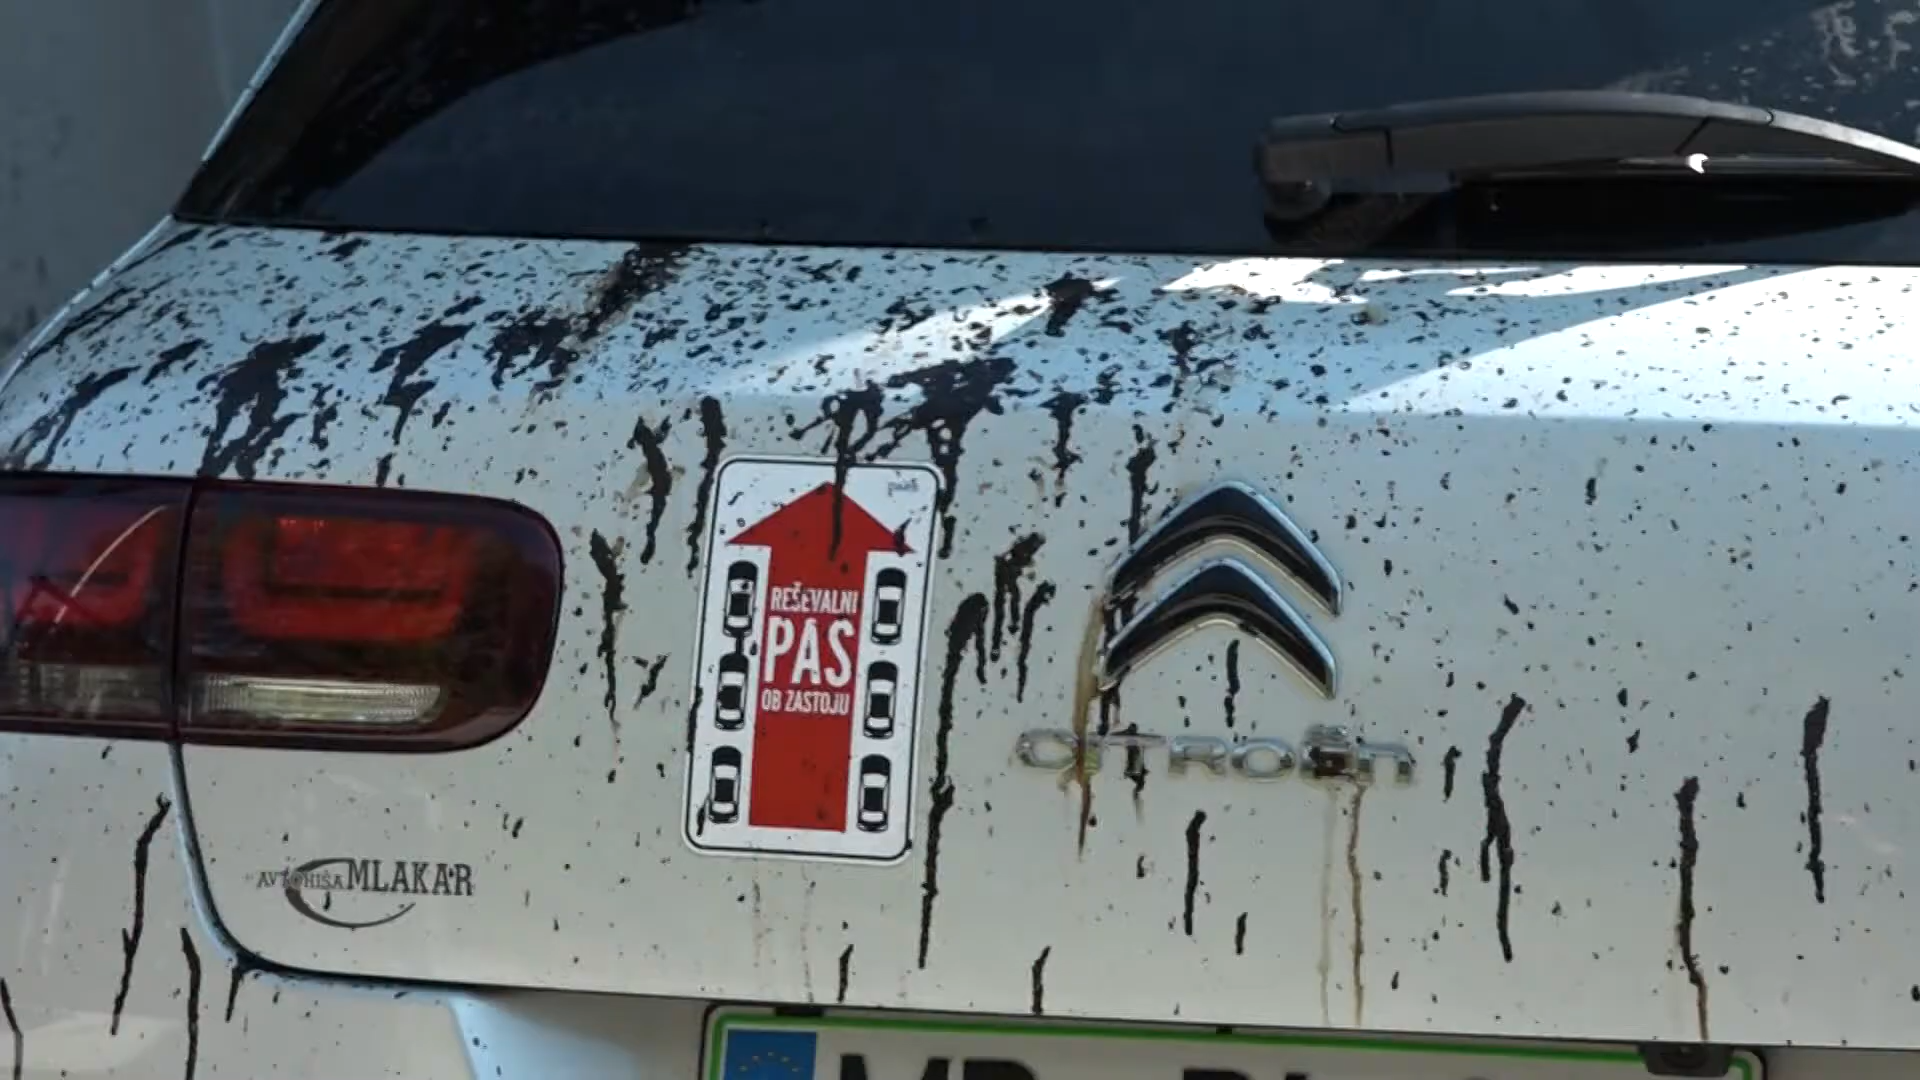 REŠEVALNI
PAS
OB ZASTOJU
CITROËN
AVTOHIŠA MLAKAR